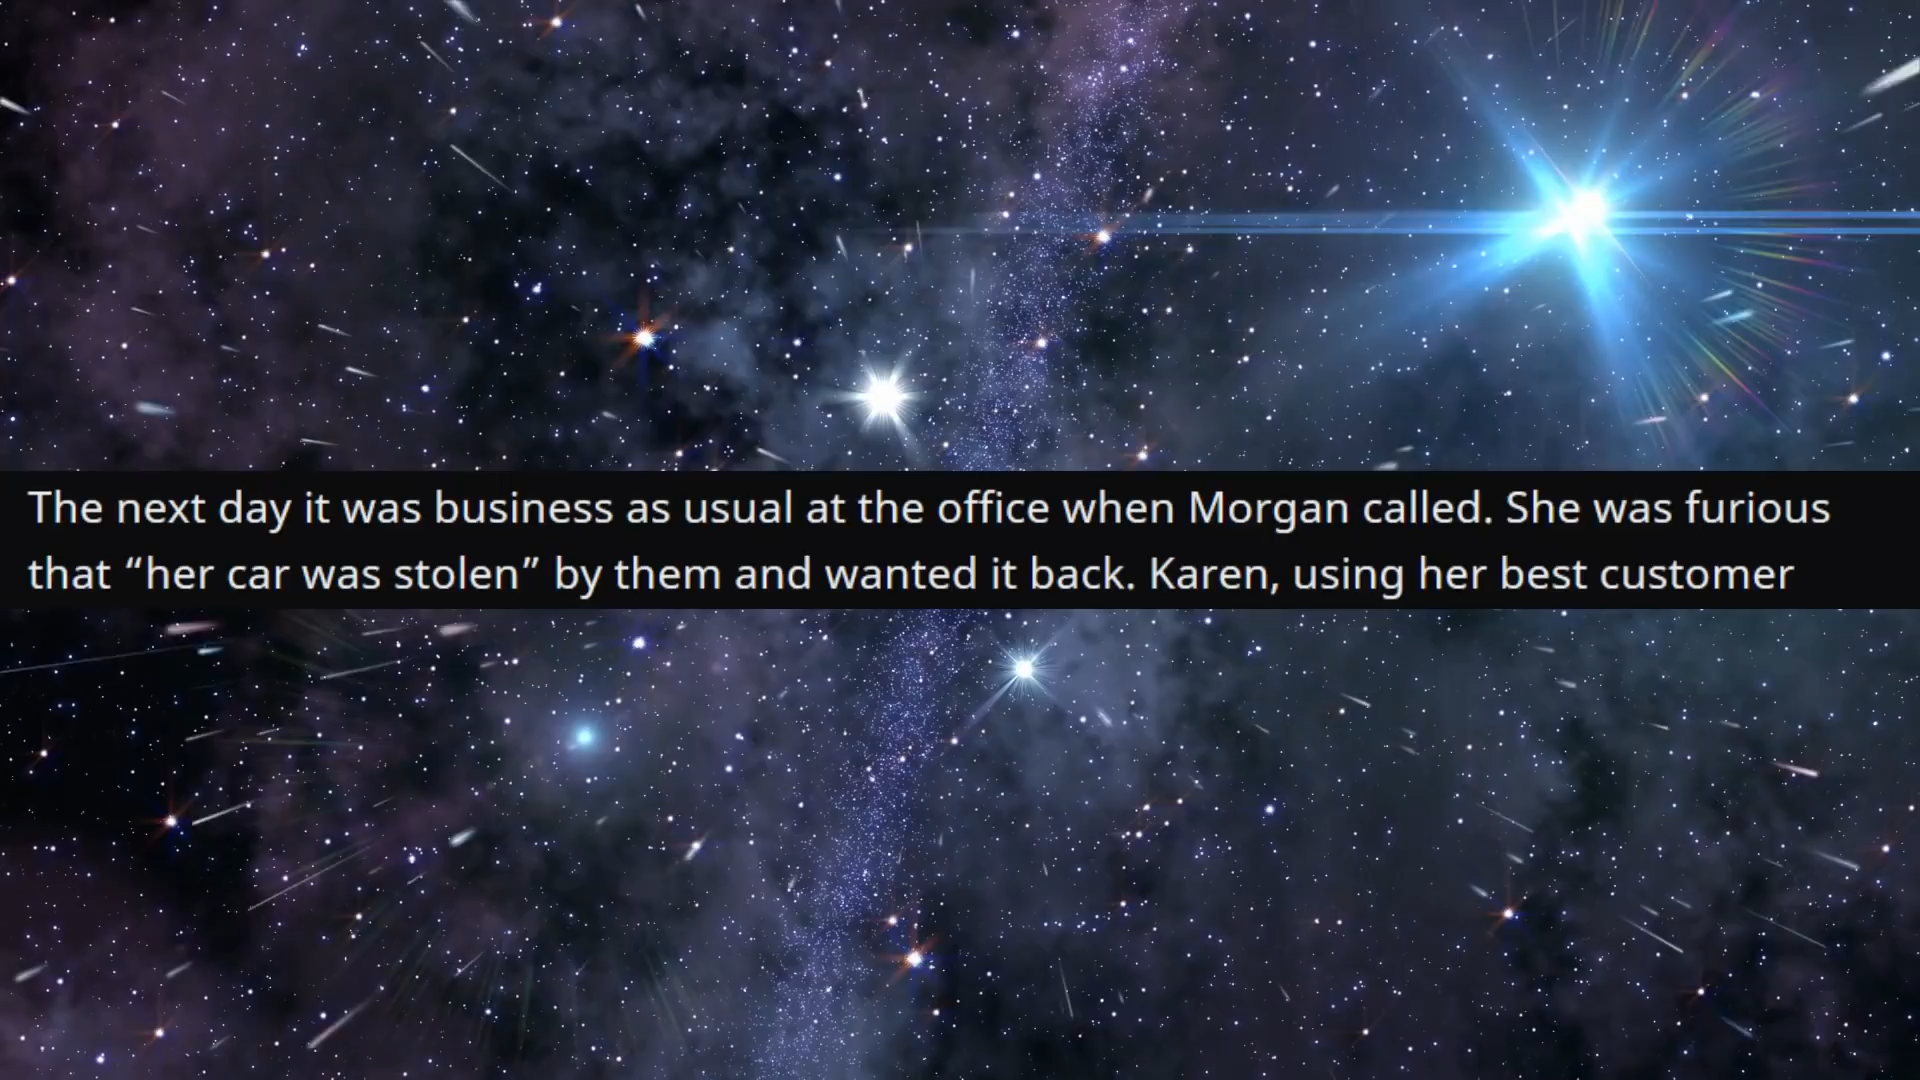 The next day it was business as usual at the office when Morgan called. She was furious
that “her car was stolen” by them and wanted it back. Karen, using her best customer